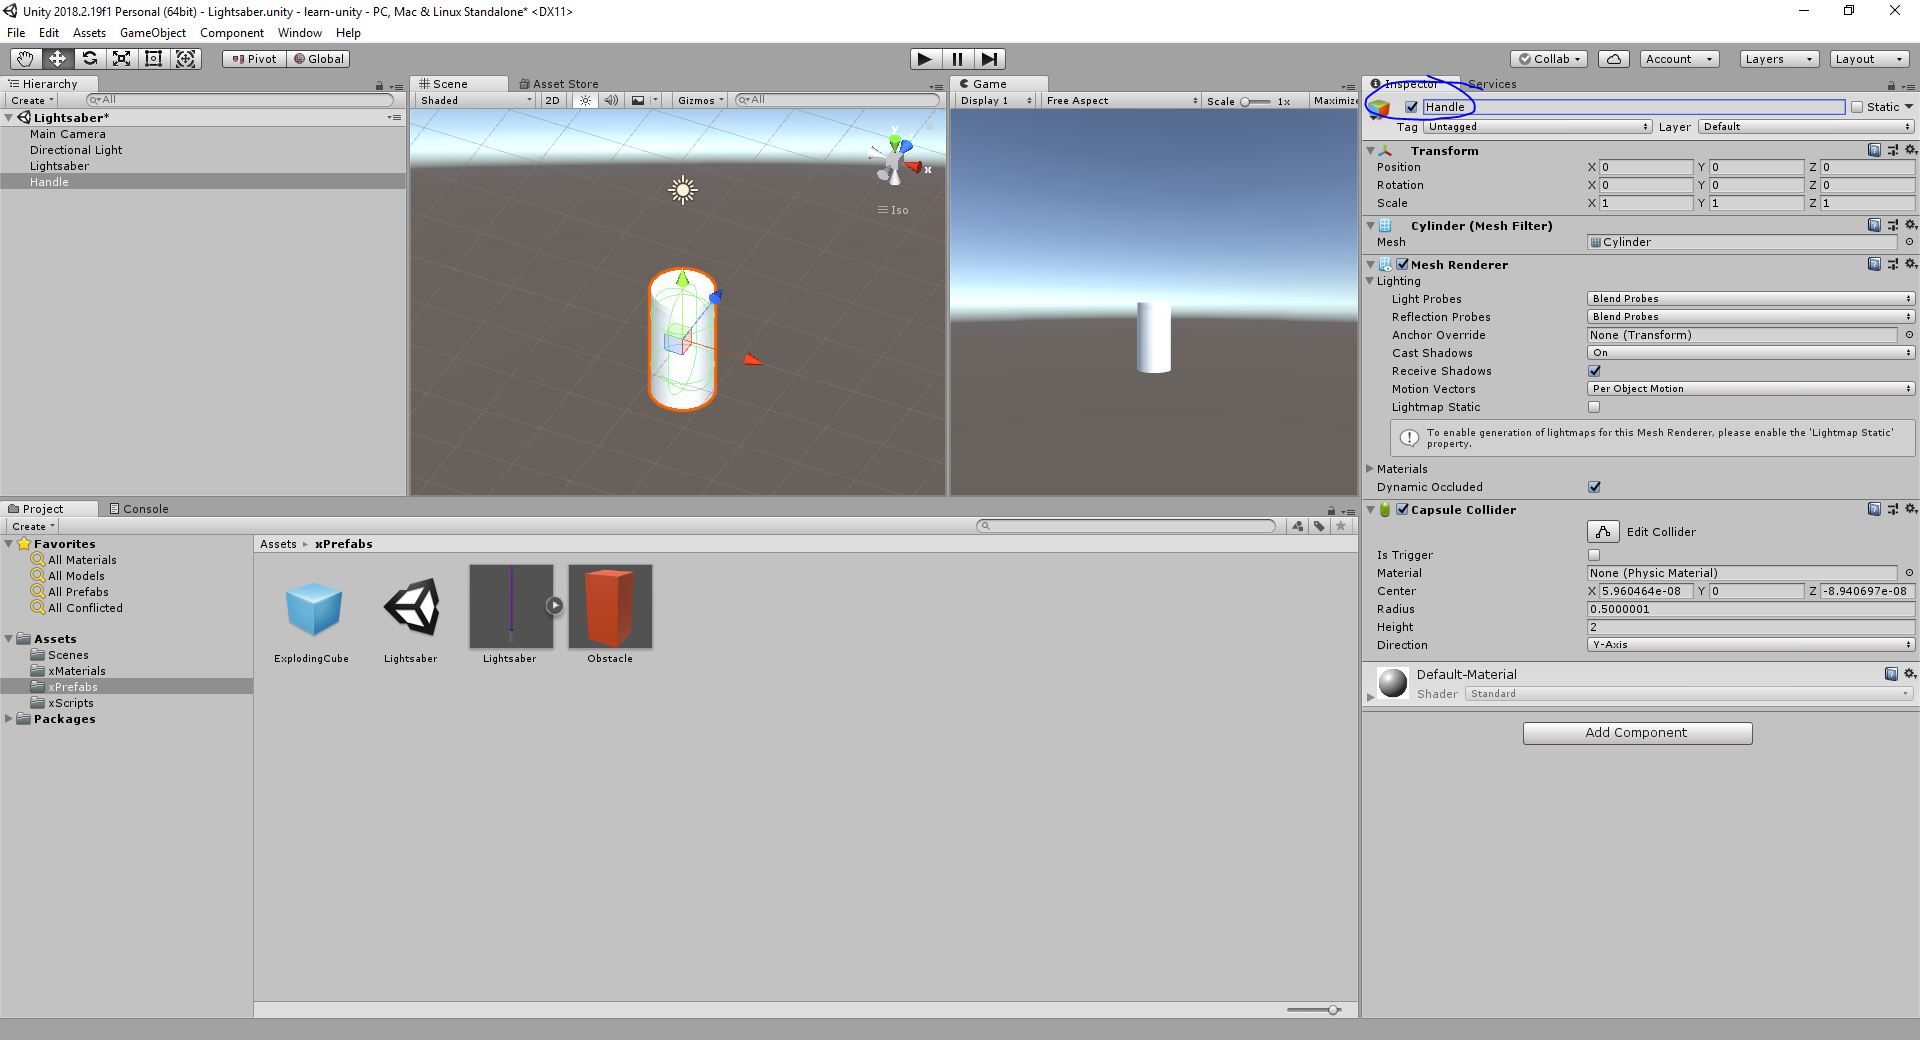 Unity 2018.2.19f1 Personal (64bit) - Lightsaber.unity - learn-unity - PC, Mac & Linux Standalone* <DX11>
File Edit Assets GameObject Component Window Help
Pivot Global
Collab Account Layers Layout
Hierarchy
Create All
Lightsaber*
Main Camera
Directional Light
Lightsaber
Handle
Scene Asset Store
Shaded 2D Gizmos All
y
x
Iso
Game
Display 1 Free Aspect Scale 1x Maximize
Inspector Services
Handle Static
Tag Untagged Layer Default
Transform
Position X 0 Y 0 Z 0
Rotation X 0 Y 0 Z 0
Scale X 1 Y 1 Z 1
Cylinder (Mesh Filter)
Mesh Cylinder
Mesh Renderer
Lighting
Light Probes Blend Probes
Reflection Probes Blend Probes
Anchor Override None (Transform)
Cast Shadows On
Receive Shadows
Motion Vectors Per Object Motion
Lightmap Static
To enable generation of lightmaps for this Mesh Renderer, please enable the 'Lightmap Static'
property.
Materials
Dynamic Occluded
Capsule Collider
Edit Collider
Is Trigger
Material None (Physic Material)
Center X 5.960464e-08 Y 0 Z -8.940697e-08
Radius 0.5000001
Height 2
Direction Y-Axis
Default-Material
Shader Standard
Add Component
Project Console
Create
Favorites
All Materials
All Models
All Prefabs
All Conflicted
Assets
Scenes
xMaterials
xPrefabs
xScripts
Packages
Assets xPrefabs
ExplodingCube Lightsaber Lightsaber Obstacle